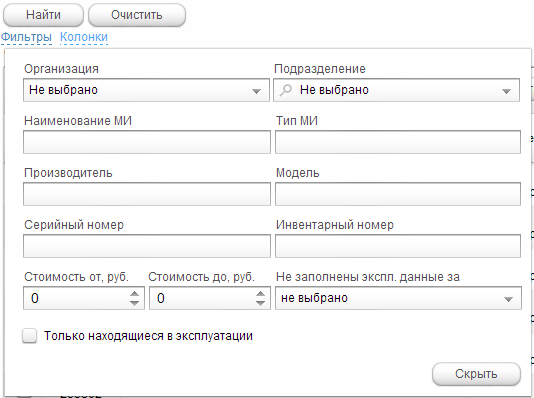 Найти Очистить
Фильтры Колонки
Организация Подразделение
Не выбрано Не выбрано
Наименование МИ Тип МИ
Производитель Модель
Серийный номер Инвентарный номер
Стоимость от, руб. Стоимость до, руб. Не заполнены экспл. данные за
0 0 не выбрано
Только находящиеся в эксплуатации
Скрыть